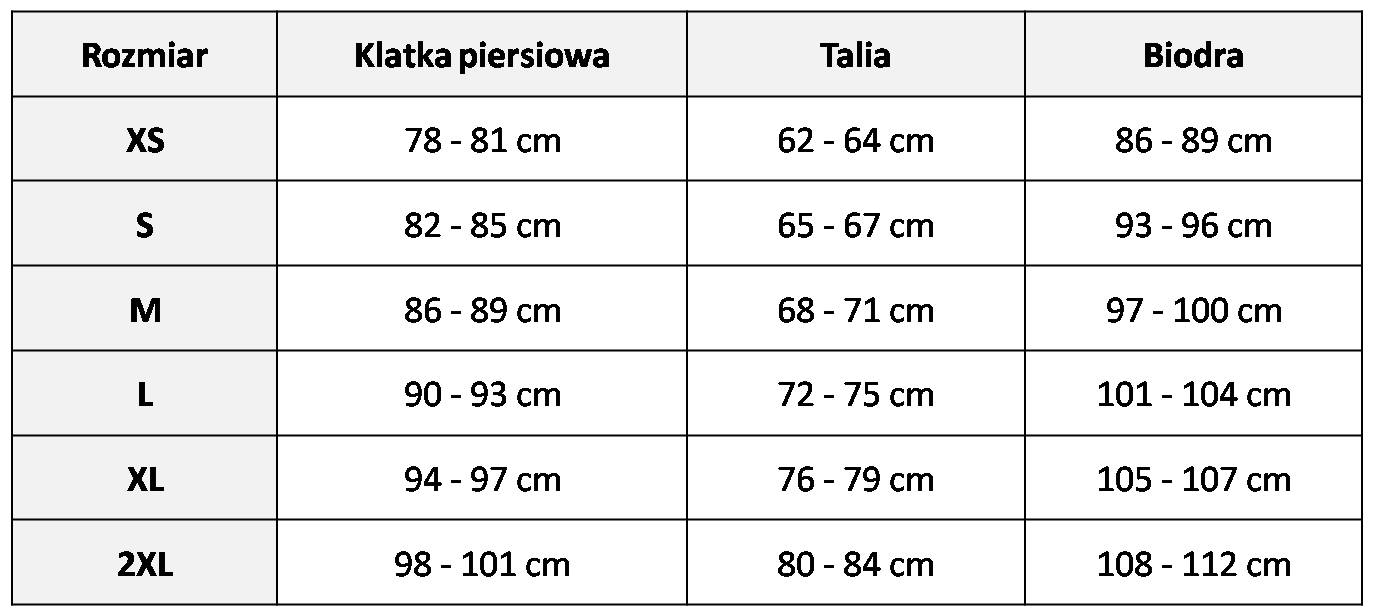 Rozmiar Klatka piersiowa Talia Biodra
XS 78 - 81 cm 62 - 64 cm 86 - 89 cm
S 82 - 85 cm 65 - 67 cm 93 - 96 cm
M 86 - 89 cm 68 - 71 cm 97 - 100 cm
L 90 - 93 cm 72 - 75 cm 101 - 104 cm
XL 94 - 97 cm 76 - 79 cm 105 - 107 cm
2XL 98 - 101 cm 80 - 84 cm 108 - 112 cm